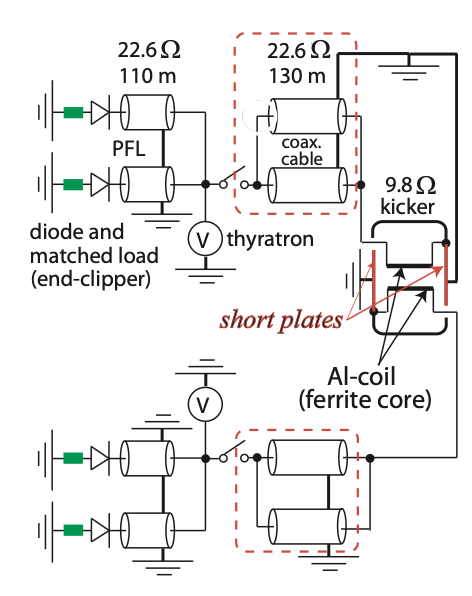 22.6 Ω
110 m
22.6 Ω
130 m
PFL
coax.
cable
9.8 Ω
kicker
diode and
matched load
(end-clipper)
V
thyratron
short plates
Al-coil
(ferrite core)
V